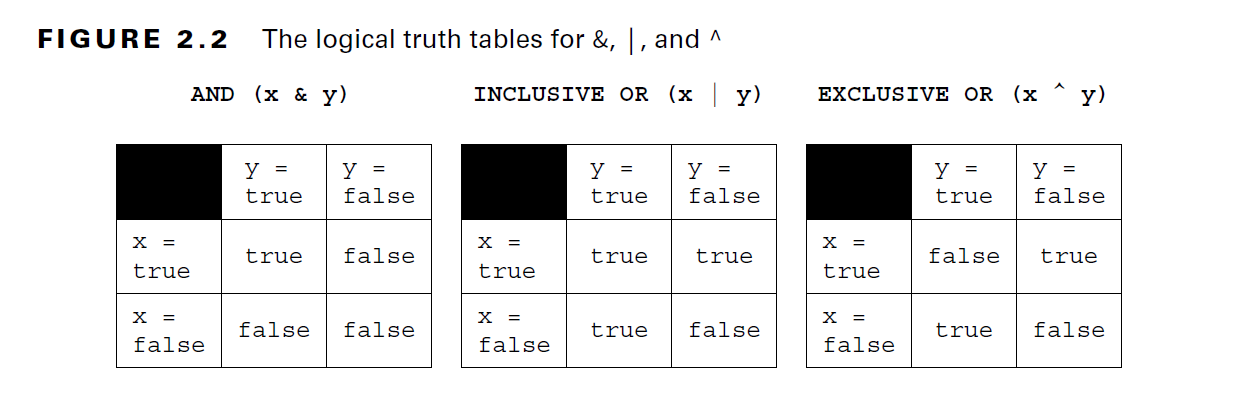 FIGURE 2.2 The logical truth tables for &, |, and ^
AND (x & y)
y =
true
y =
false
x =
true
true
false
x =
false
false
false
INCLUSIVE OR (x | y)
y =
true
y =
false
x =
true
true
true
x =
false
true
false
EXCLUSIVE OR (x ^ y)
y =
true
y =
false
x =
true
false
true
x =
false
true
false